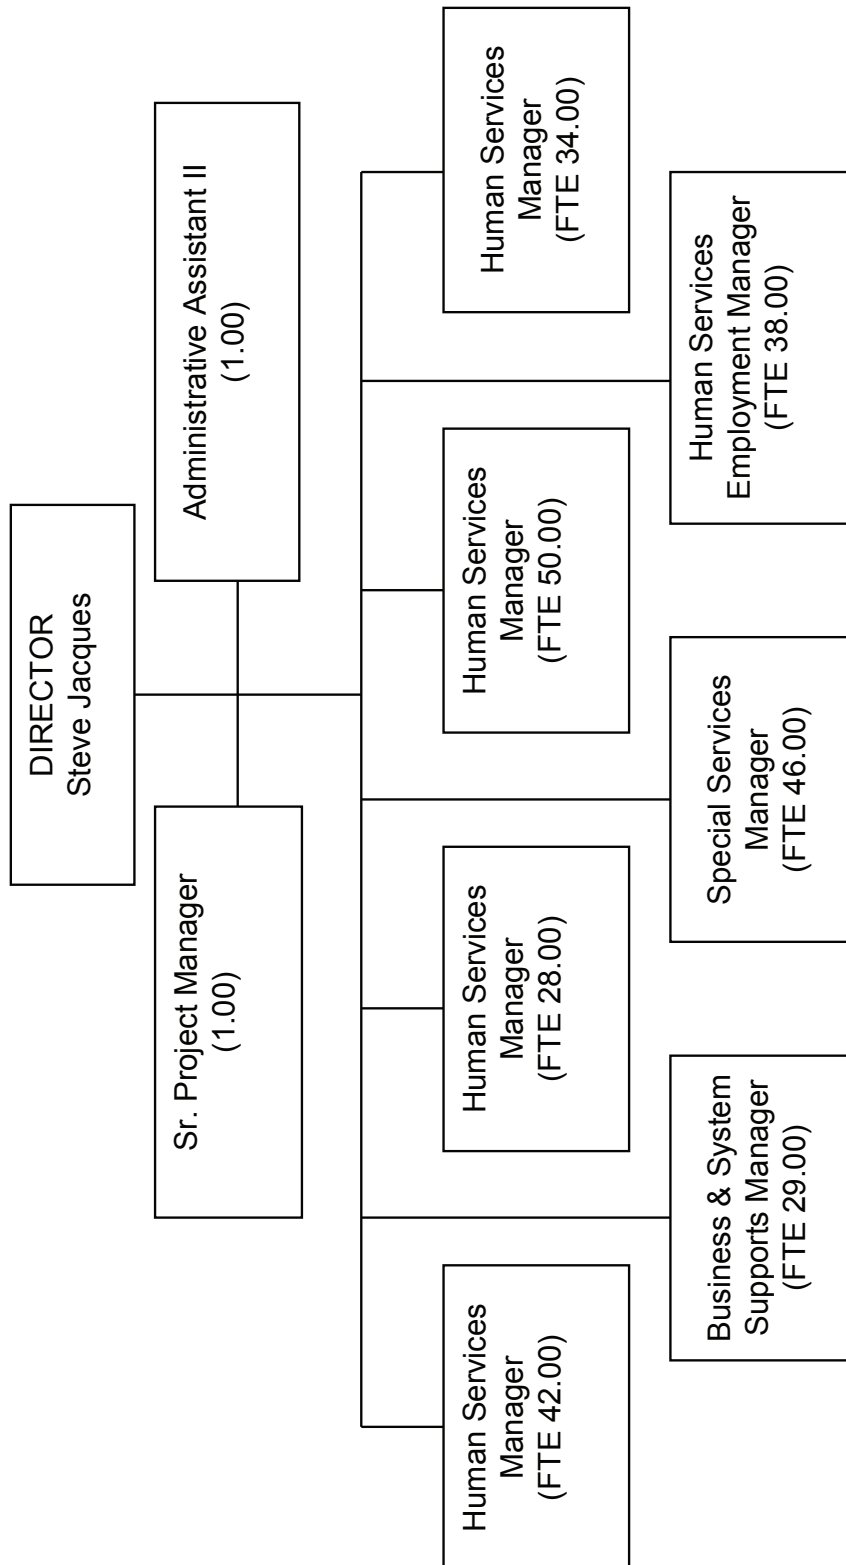 DIRECTOR
Steve Jacques
Sr. Project Manager
(1.00)
Administrative Assistant II
(1.00)
Human Services
Manager
(FTE 42.00)
Human Services
Manager
(FTE 28.00)
Human Services
Manager
(FTE 50.00)
Human Services
Manager
(FTE 34.00)
Business & System
Supports Manager
(FTE 29.00)
Special Services
Manager
(FTE 46.00)
Human Services
Employment Manager
(FTE 38.00)